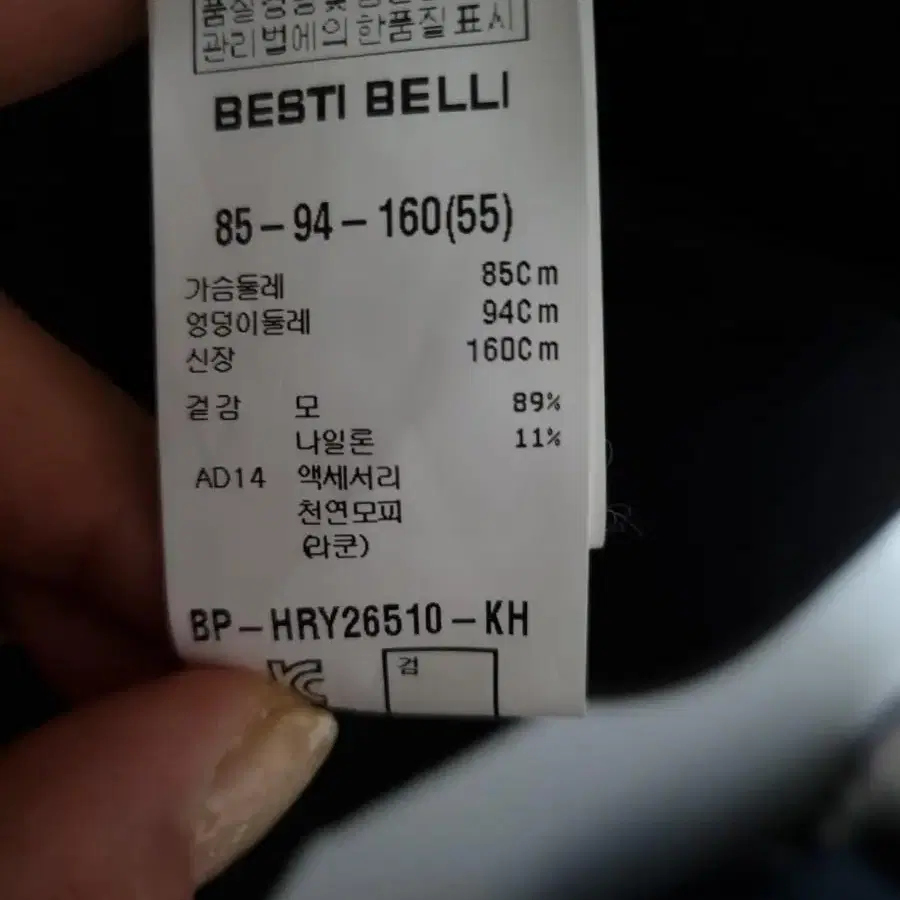 관리법에의한품질표시
BESTI BELLI
85-94-160(55)
가슴둘레 85Cm
엉덩이둘레 94Cm
신장 160Cm
겉감 모 89%
나일론 11%
AD14 액세서리
천연모피
(라쿤)
BP-HRY26510-KH
검